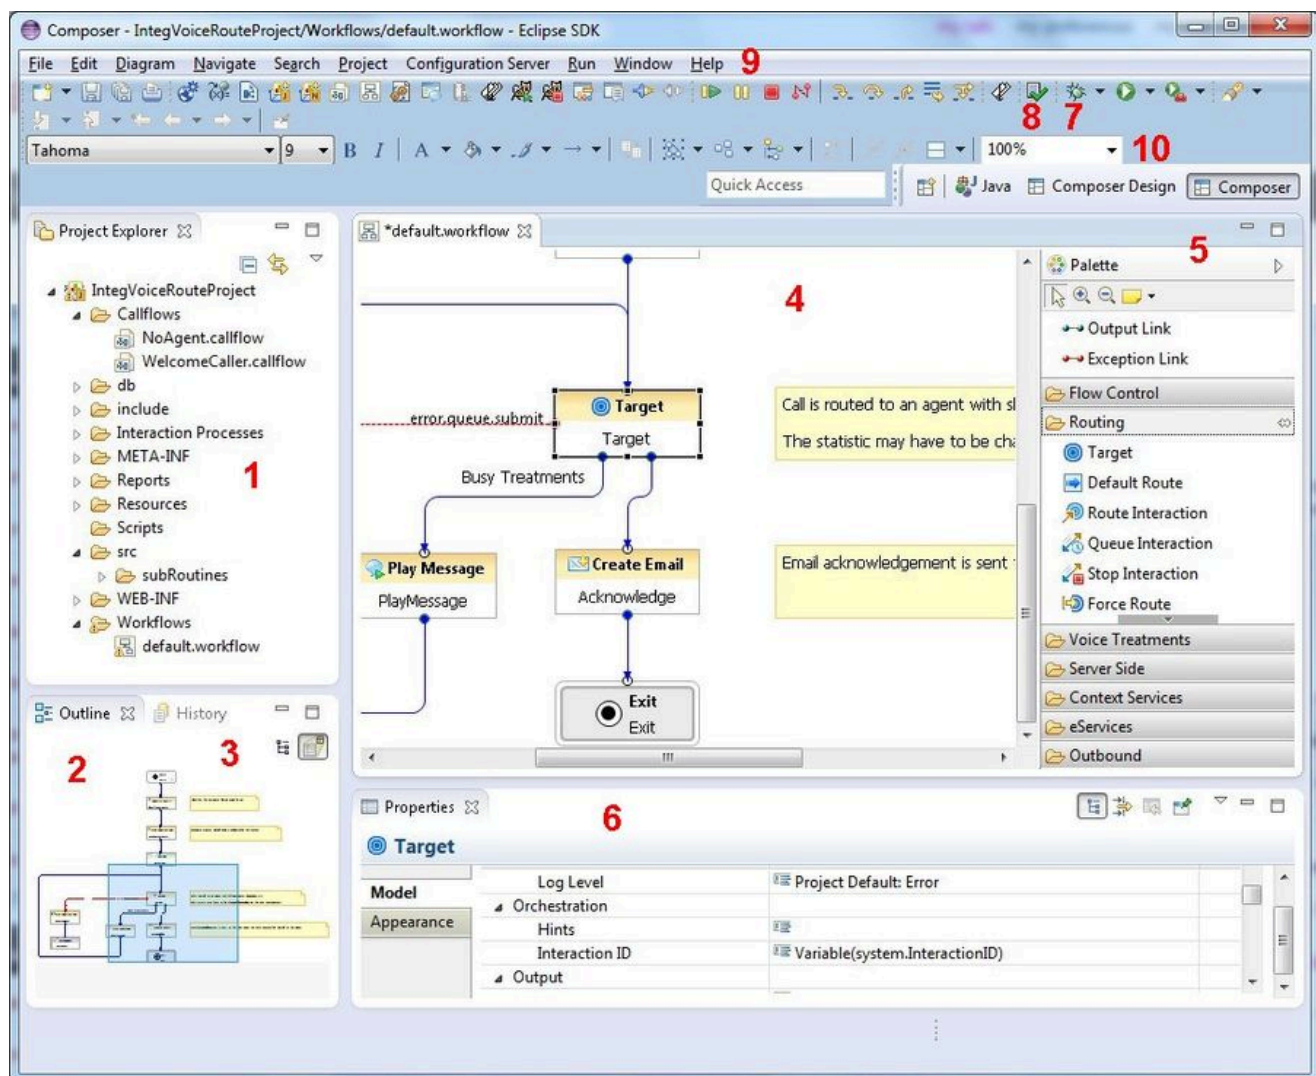 Composer - IntegVoiceRouteProject/Workflows/default.workflow - Eclipse SDK
File Edit Diagram Navigate Search Project Configuration Server Run Window Help 9
8 7
Tahoma 9 B I A 100% 10
Quick Access Java Composer Design Composer
Project Explorer
IntegVoiceRouteProject
Callflows
NoAgent.callflow
WelcomeCaller.callflow
db
include
Interaction Processes
META-INF
1
Reports
Resources
Scripts
src
subRoutines
WEB-INF
Workflows
default.workflow
Outline History
2 3
*default.workflow
4
Target
Target
error.queue.submit
Busy Treatments
Call is routed to an agent with
The statistic may have to be
Play Message
PlayMessage
Create Email
Acknowledge
Email acknowledgement is sent
Exit
Exit
5
Palette
Output Link
Exception Link
Flow Control
Routing
Target
Default Route
Route Interaction
Queue Interaction
Stop Interaction
Force Route
Voice Treatments
Server Side
Context Services
eServices
Outbound
Properties
6
Target
Model
Appearance
Log Level Project Default: Error
Orchestration
Hints
Interaction ID Variable(system.InteractionID)
Output